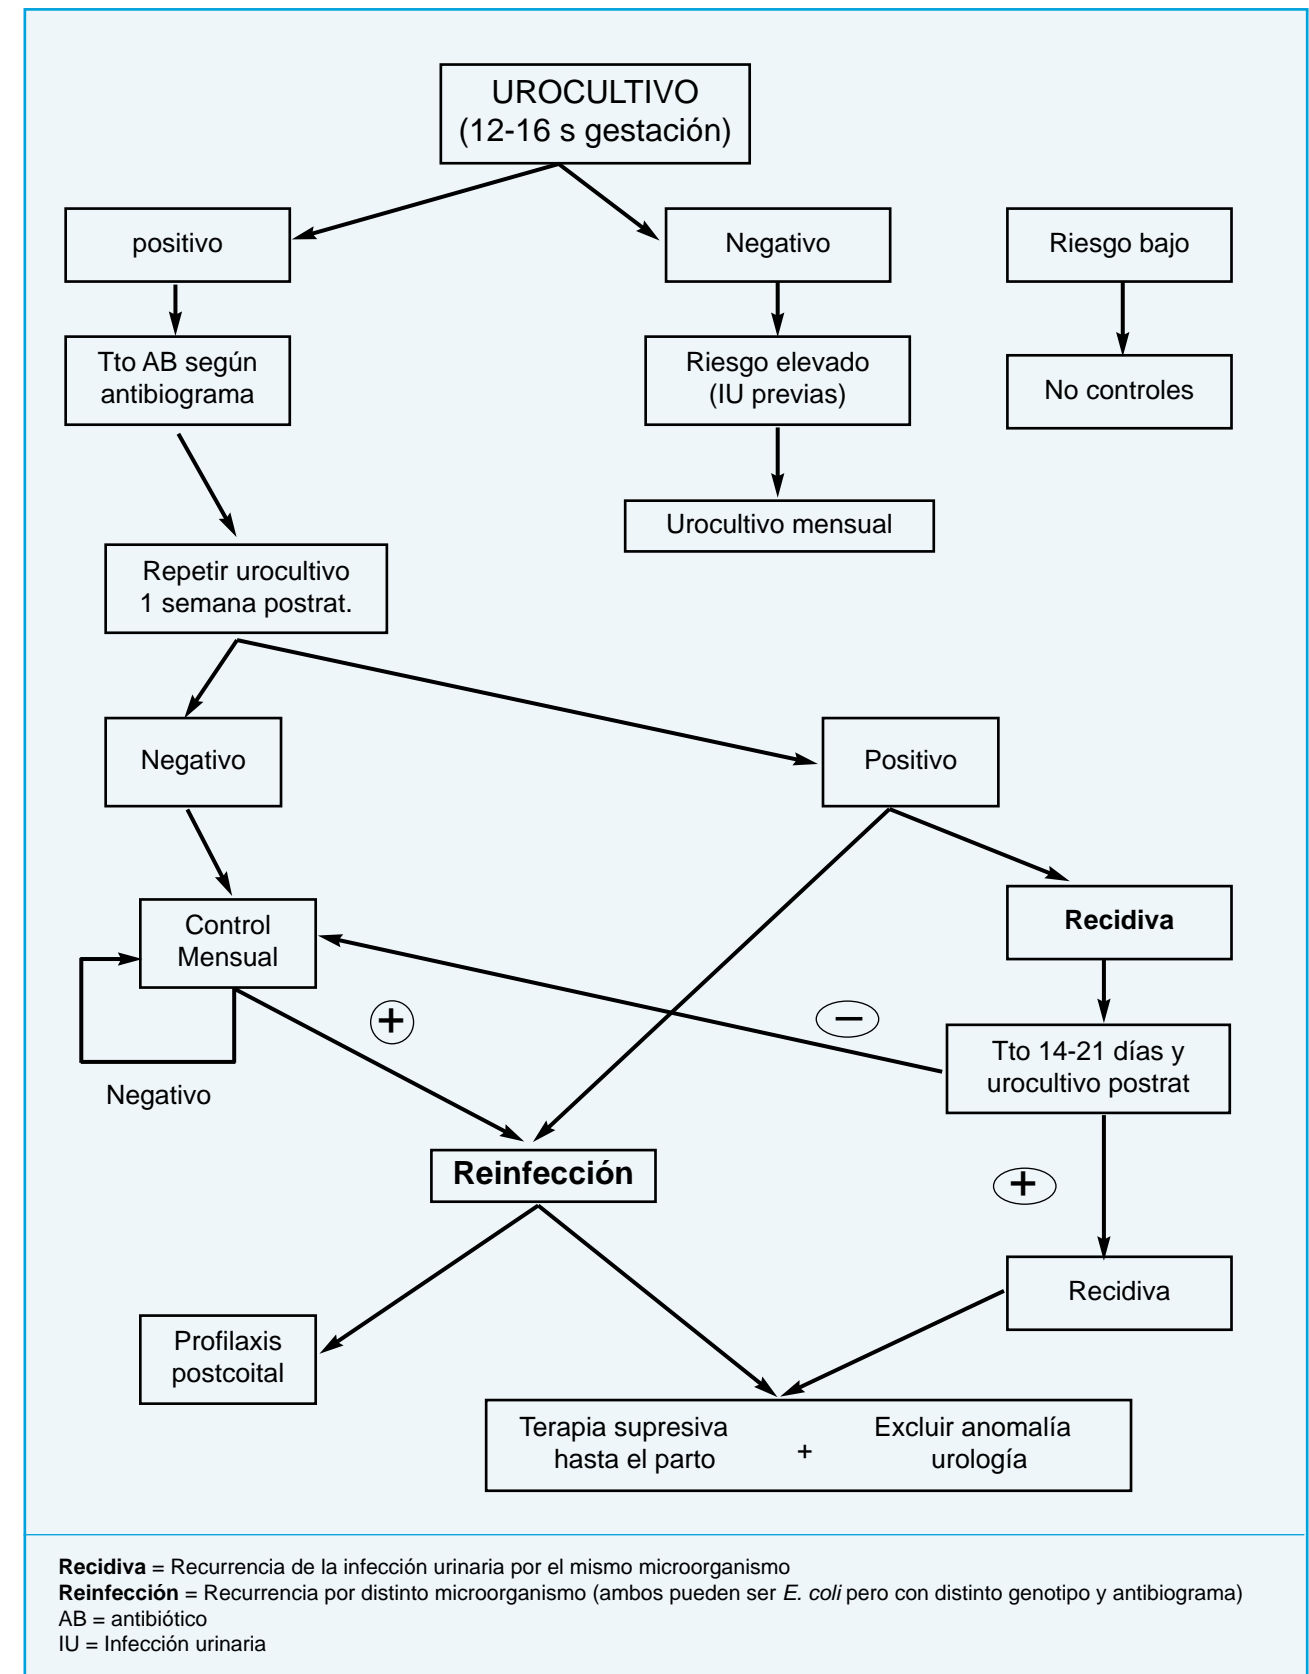 UROCULTIVO
(12-16 s gestación)
positivo
Negativo
Riesgo bajo
Tto AB según
antibiograma
Riesgo elevado
(IU previas)
No controles
Urocultivo mensual
Repetir urocultivo
1 semana postrat.
Negativo
Positivo
Control
Mensual
Recidiva
+
−
Tto 14-21 días y
urocultivo postrat
Negativo
Reinfección
+
Recidiva
Profilaxis
postcoital
Terapia supresiva
hasta el parto
+
Excluir anomalía
urología
Recidiva = Recurrencia de la infección urinaria por el mismo microorganismo
Reinfección = Recurrencia por distinto microorganismo (ambos pueden ser E. coli pero con distinto genotipo y antibiograma)
AB = antibiótico
IU = Infección urinaria